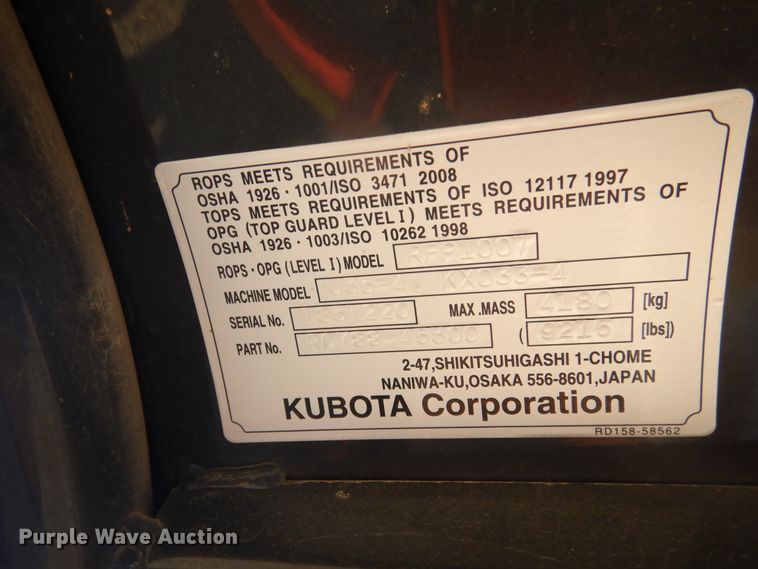 ROPS MEETS REQUIREMENTS OF
OSHA 1926・1001/ISO 3471 2008
TOPS MEETS REQUIREMENTS OF ISO 12117 1997
OPG (TOP GUARD LEVEL I) MEETS REQUIREMENTS OF
OSHA 1926・1003/ISO 10262 1998
ROPS・OPG (LEVEL I) MODEL
MACHINE MODEL KX033-4
SERIAL No. MAX .MASS 4180 [kg]
PART No. ( 9215 [lbs])
2-47,SHIKITSUHIGASHI 1-CHOME
NANIWA-KU,OSAKA 556-8601,JAPAN
KUBOTA Corporation
RD158-58562
Purple Wave Auction